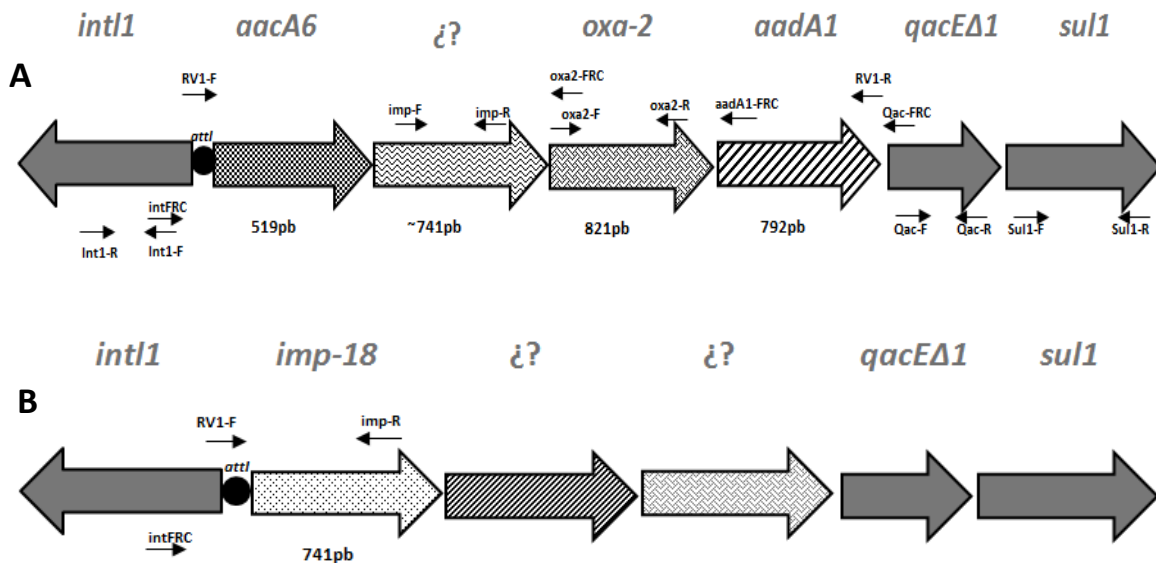 intI1 aacA6 ¿? oxa-2 aadA1 qacEΔ1 sul1
A
RV1-F oxa2-FRC RV1-R
imp-F imp-R oxa2-F oxa2-R aadA1-FRC Qac-FRC
attI
intFRC
519pb ~741pb 821pb 792pb
Int1-R Int1-F Qac-F Qac-R Sul1-F Sul1-R
intI1 imp-18 ¿? ¿? qacEΔ1 sul1
B
RV1-F imp-R
attI
intFRC
741pb